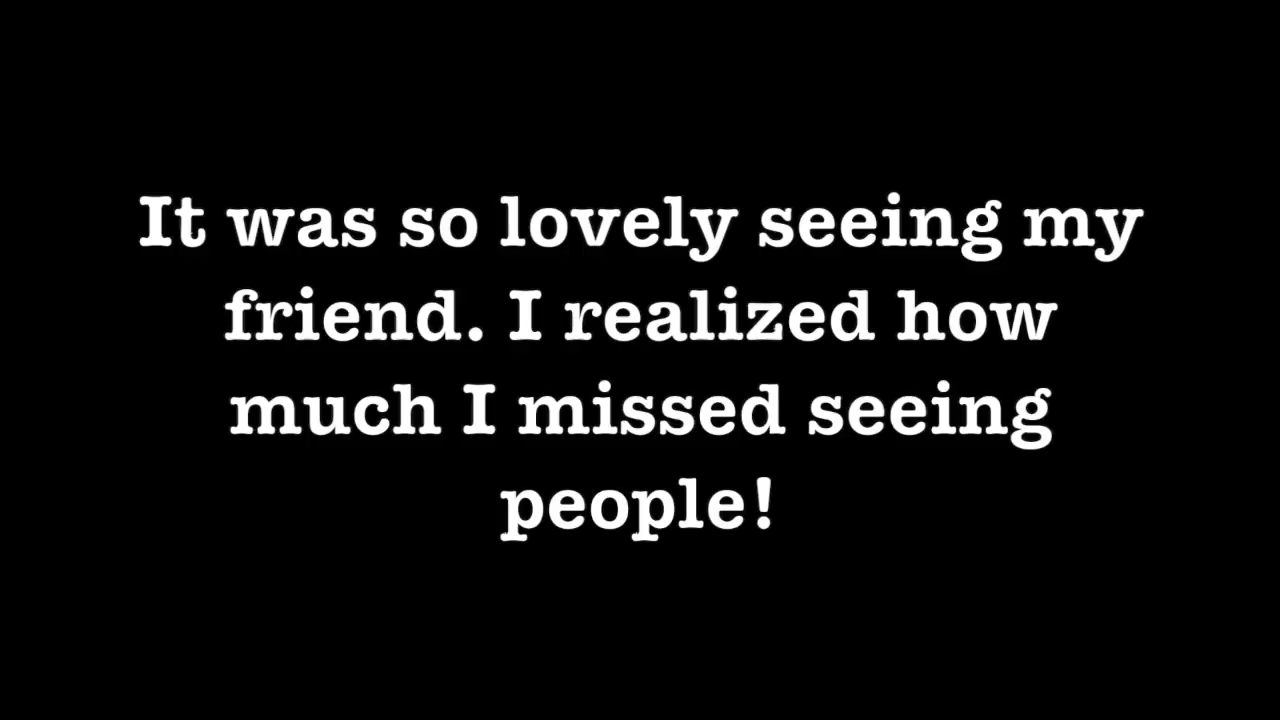 It was so lovely seeing my
friend. I realized how
much I missed seeing
people!